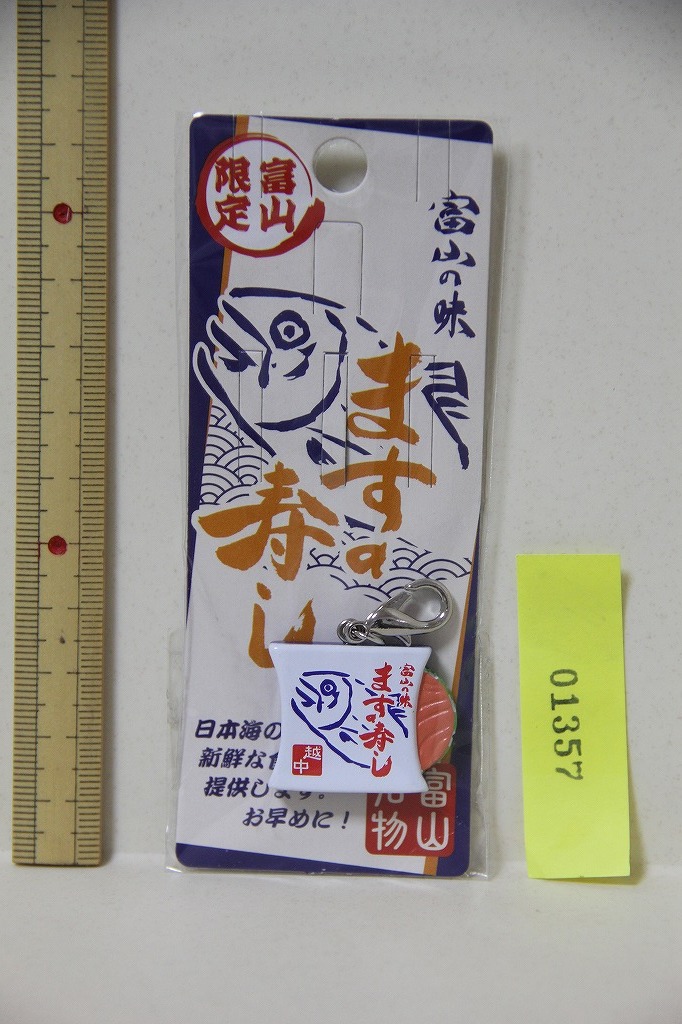 富山
限定
富山の味
ますの
寿し
富山の味
ますの寿し
越中
日本海の
新鮮な
提供します。
お早めに！
富山
名物
01357